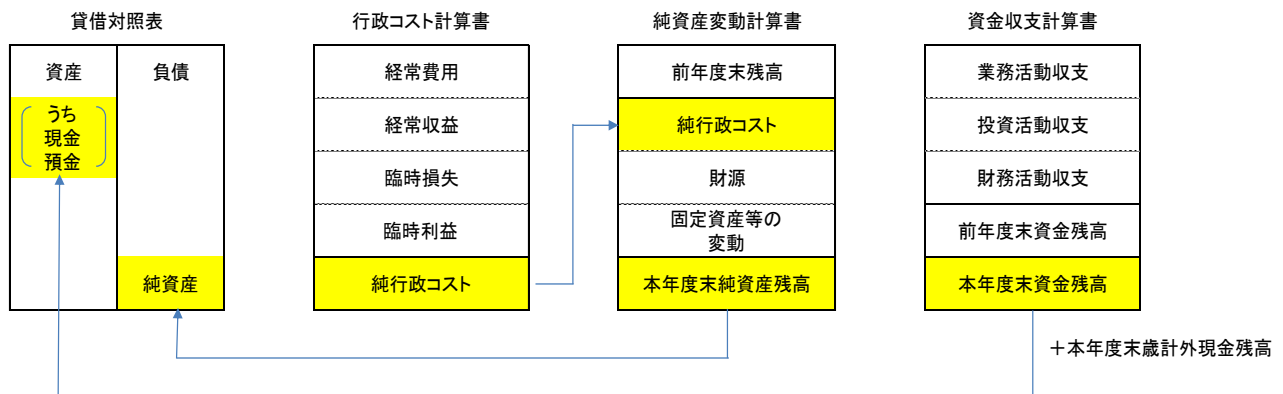 貸借対照表
資産
負債
うち
現金
預金
純資産
行政コスト計算書
経常費用
経常収益
臨時損失
臨時利益
純行政コスト
純資産変動計算書
前年度末残高
純行政コスト
財源
固定資産等の
変動
本年度末純資産残高
資金収支計算書
業務活動収支
投資活動収支
財務活動収支
前年度末資金残高
本年度末資金残高
＋本年度末歳計外現金残高